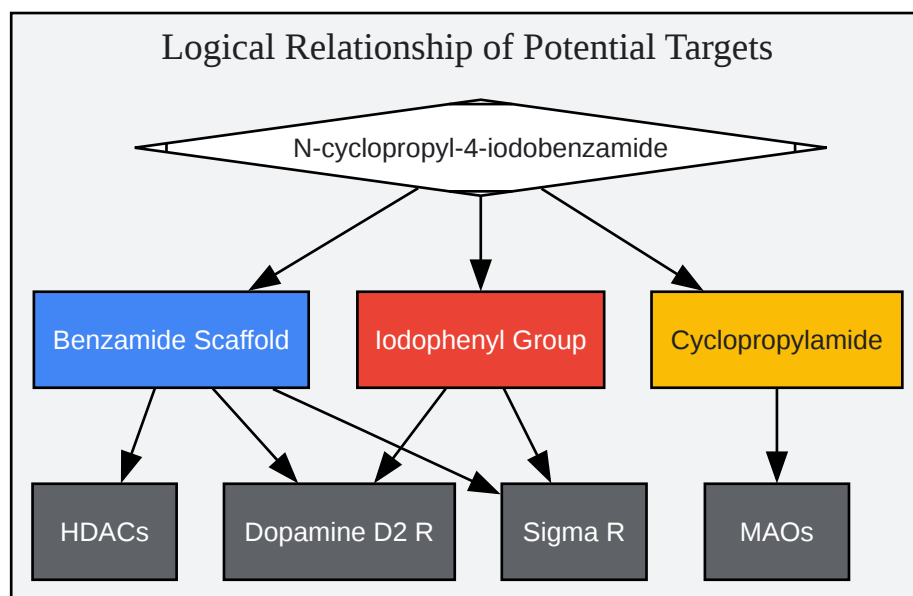 Logical Relationship of Potential Targets
N-cyclopropyl-4-iodobenzamide
Benzamide Scaffold
Iodophenyl Group
Cyclopropylamide
HDACs
Dopamine D2 R
Sigma R
MAOs